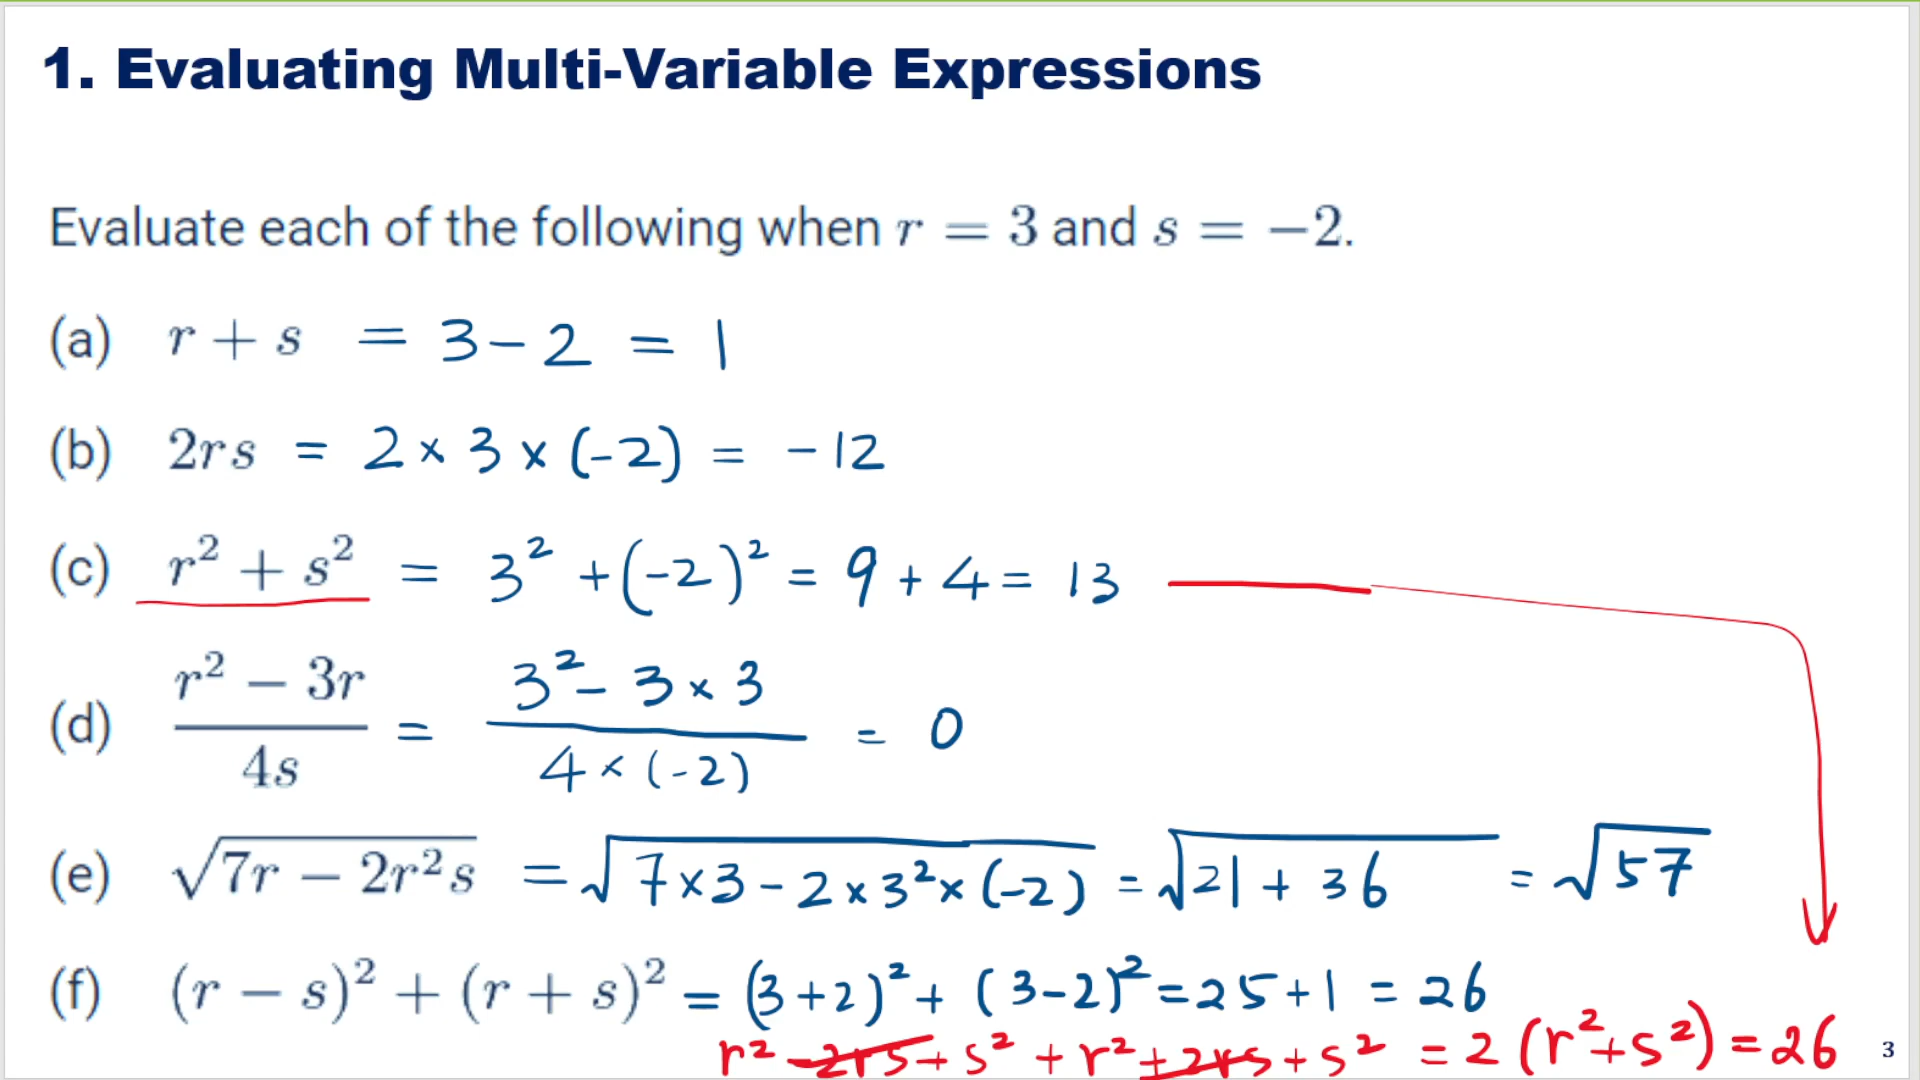 1. Evaluating Multi-Variable Expressions
Evaluate each of the following when r = 3 and s = −2.
(a) r + s = 3 − 2 = 1
(b) 2rs = 2 × 3 × (−2) = −12
(c) r² + s² = 3² + (−2)² = 9 + 4 = 13
(d) (r² − 3r)/(4s) = (3² − 3 × 3)/(4 × (−2)) = 0
(e) √(7r − 2r²s) = √(7 × 3 − 2 × 3² × (−2)) = √(21 + 36) = √57
(f) (r − s)² + (r + s)² = (3 + 2)² + (3 − 2)² = 25 + 1 = 26
r² − 2rs + s² + r² + 2rs + s² = 2 (r² + s²) = 26
3